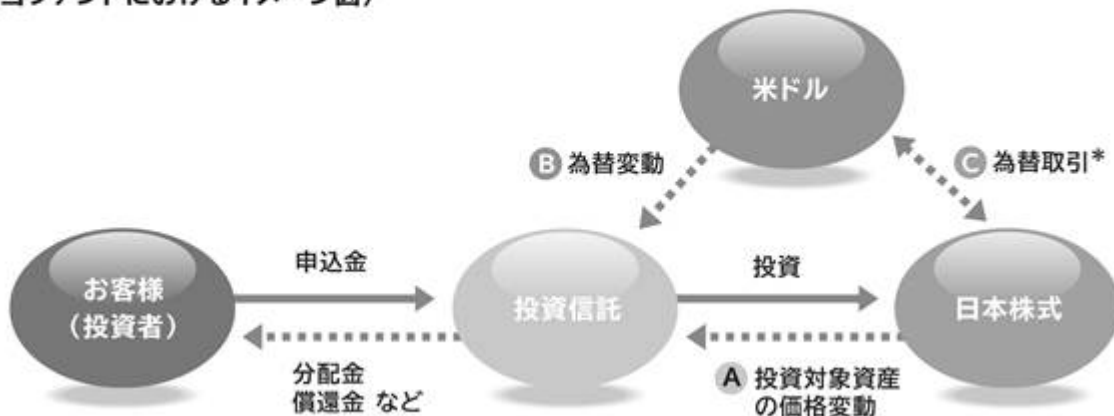 米ドル
B 為替変動
C 為替取引*
お客様
（投資者）
申込金
投資信託
投資
日本株式
分配金
償還金 など
A 投資対象資産
の価格変動